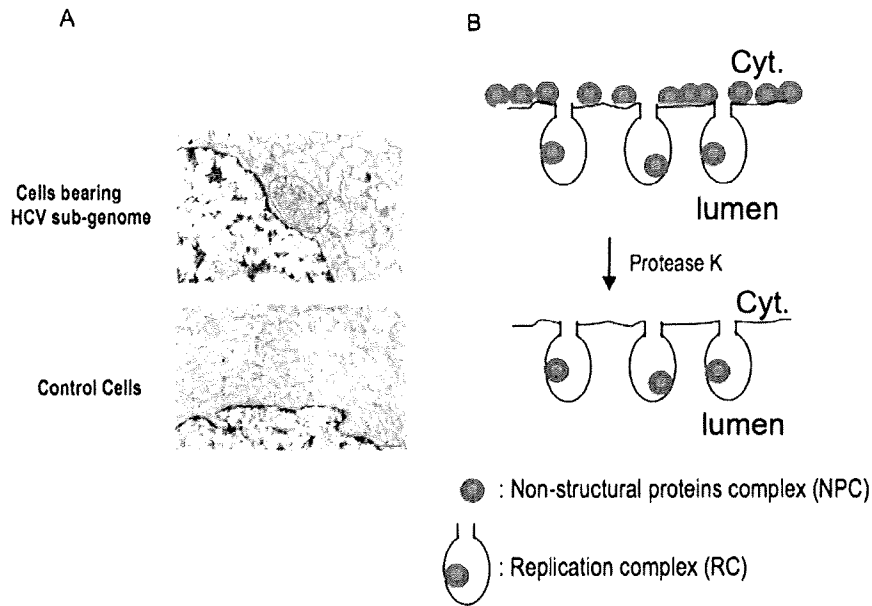 A
B
Cyt.
Cells bearing
HCV sub-genome
lumen
Protease K
Cyt.
Control Cells
lumen
: Non-structural proteins complex (NPC)
: Replication complex (RC)